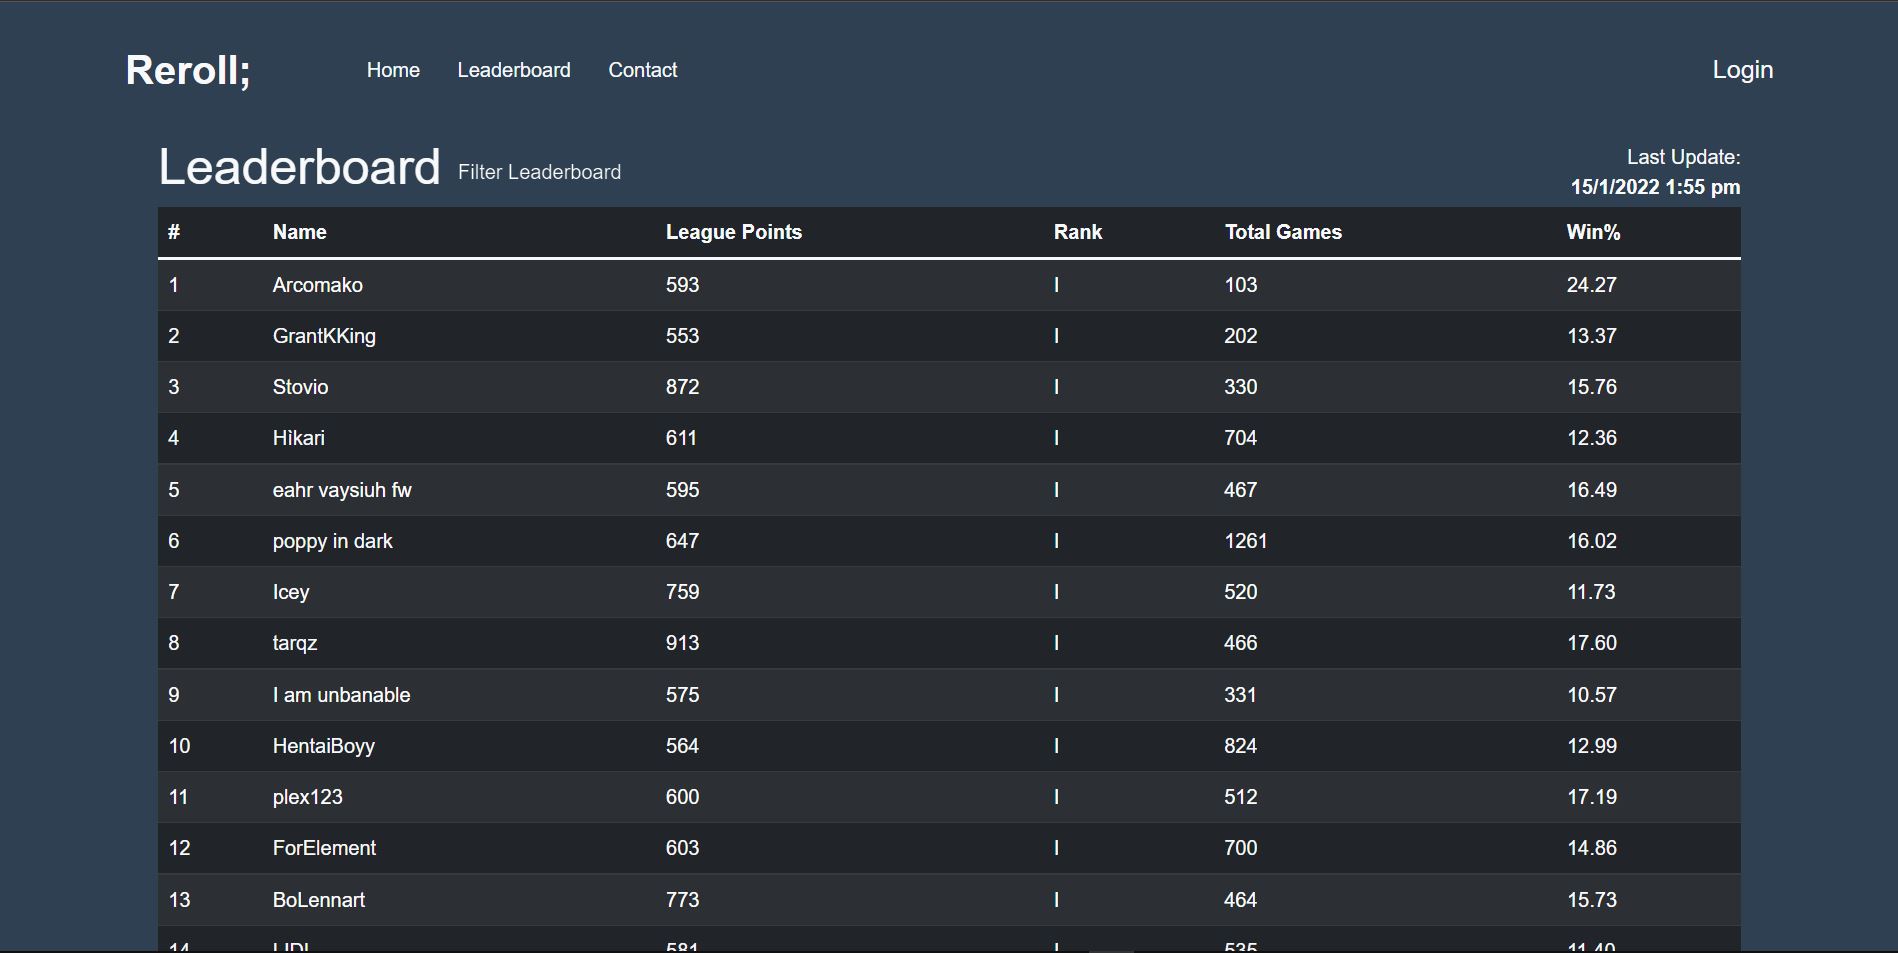 Reroll; Home Leaderboard Contact Login
Leaderboard Filter Leaderboard
Last Update:
15/1/2022 1:55 pm
# Name League Points Rank Total Games Win%
1 Arcomako 593 I 103 24.27
2 GrantKKing 553 I 202 13.37
3 Stovio 872 I 330 15.76
4 Hìkari 611 I 704 12.36
5 eahr vaysiuh fw 595 I 467 16.49
6 poppy in dark 647 I 1261 16.02
7 Icey 759 I 520 11.73
8 tarqz 913 I 466 17.60
9 I am unbanable 575 I 331 10.57
10 HentaiBoyy 564 I 824 12.99
11 plex123 600 I 512 17.19
12 ForElement 603 I 700 14.86
13 BoLennart 773 I 464 15.73
14 581 I 535 11.40